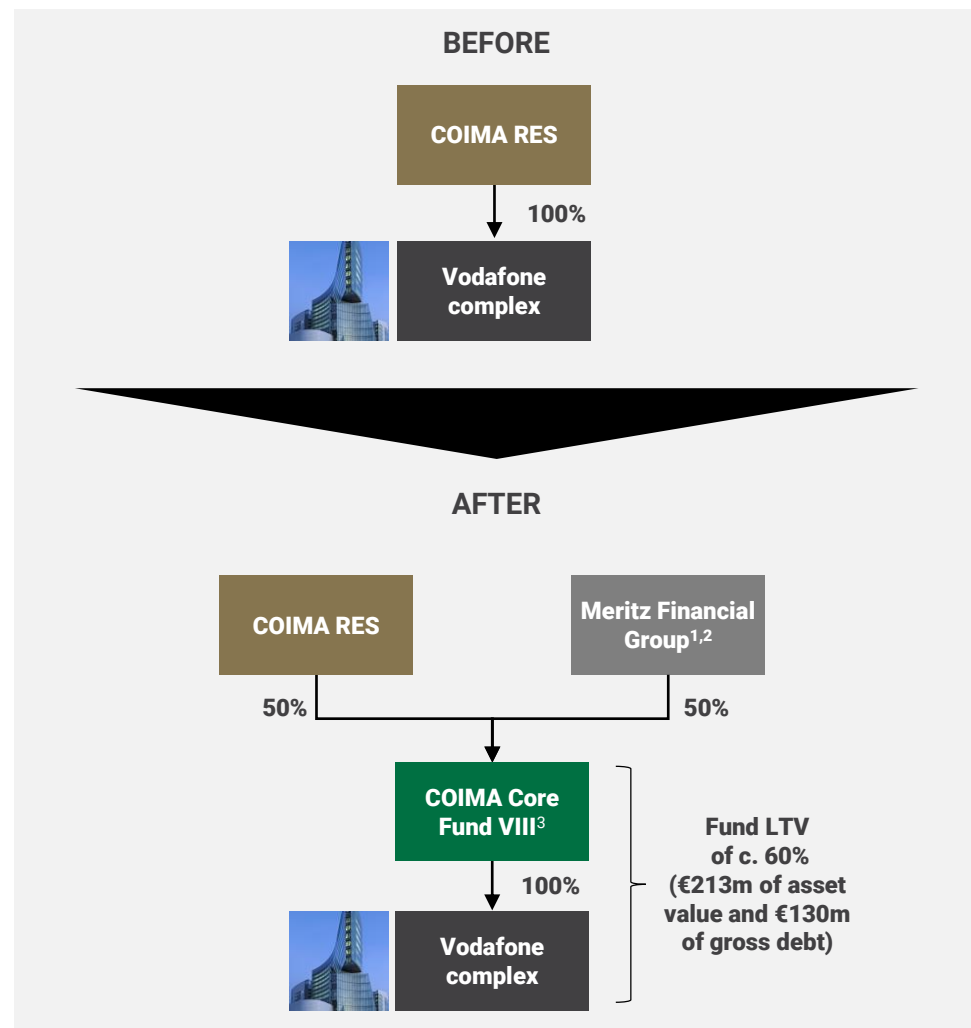 BEFORE
COIMA RES
100%
Vodafone
complex
AFTER
COIMA RES
Meritz Financial
Group1,2
50%
50%
COIMA Core
Fund VIII3
100%
Vodafone
complex
Fund LTV
of c. 60%
(€213m of asset
value and €130m
of gross debt)